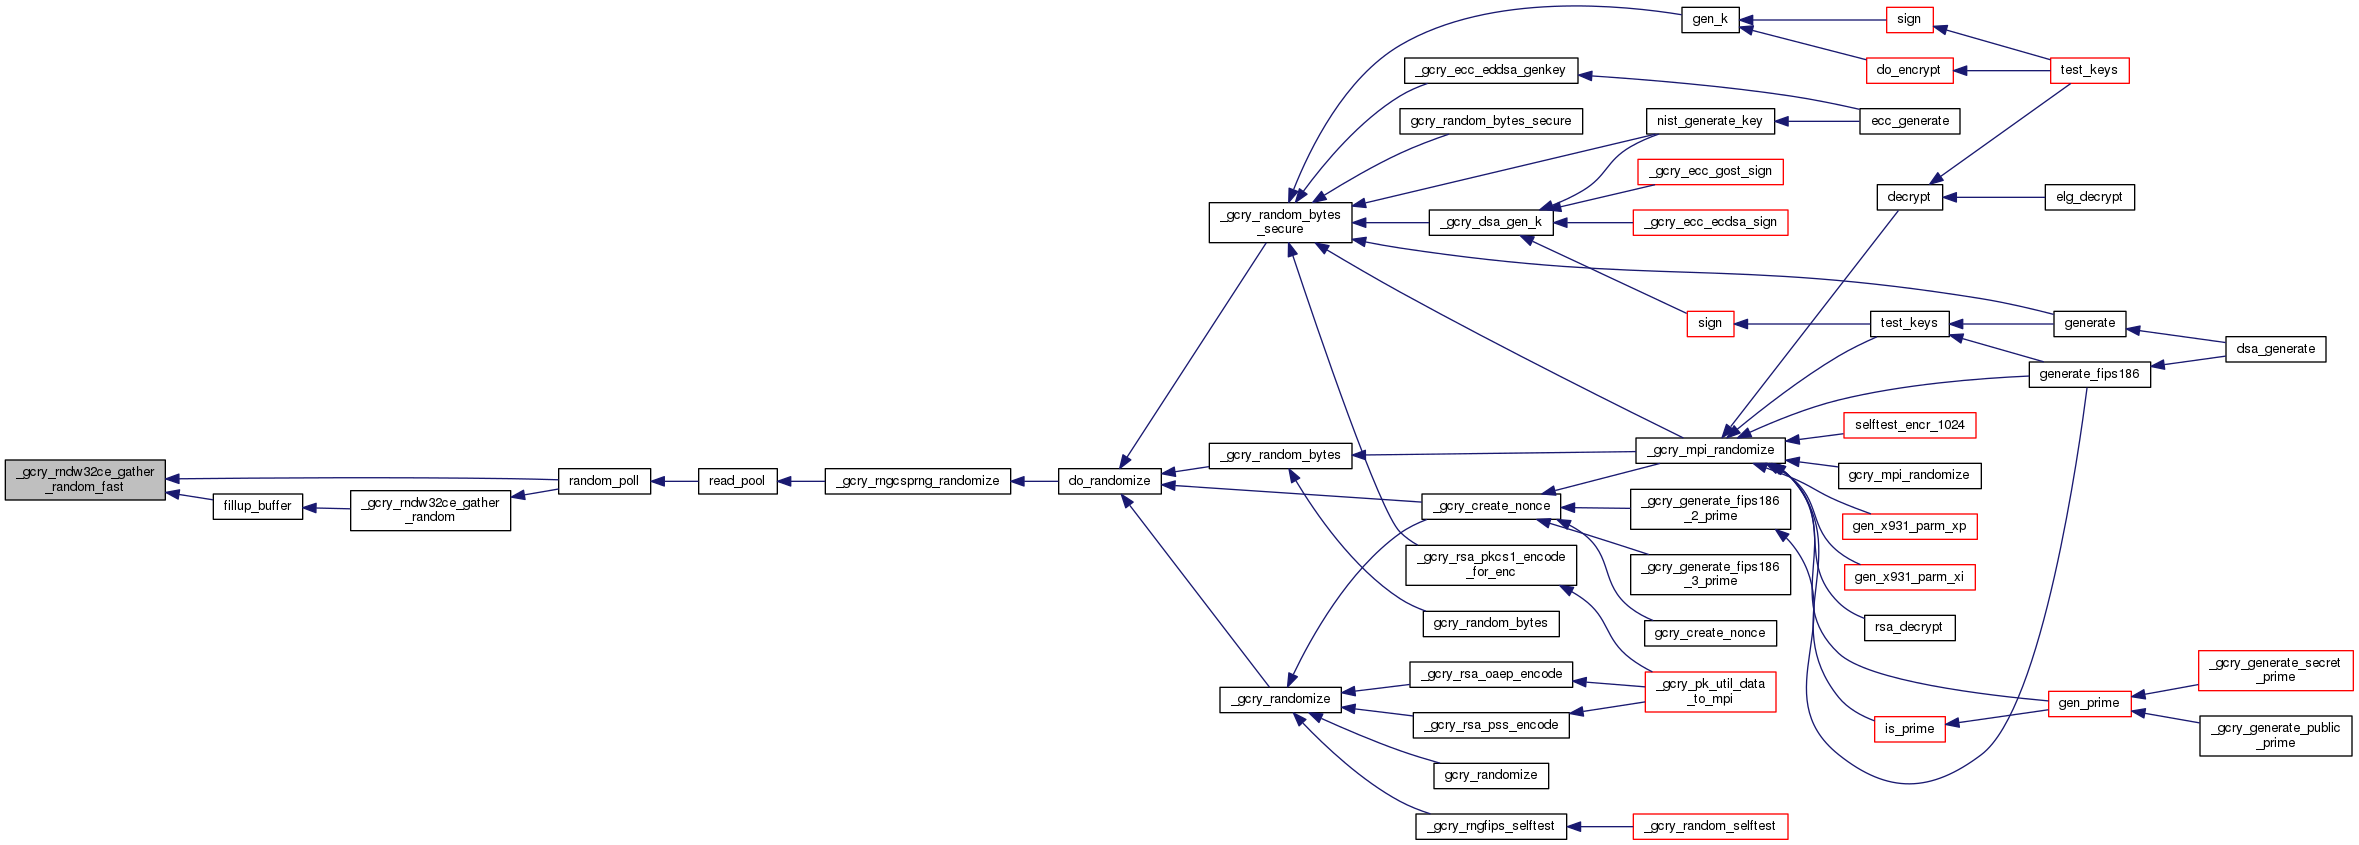 _gcry_rndw32ce_gather
_random_fast
fillup_buffer
_gcry_rndw32ce_gather
_random
random_poll
read_pool
_gcry_rngcsprng_randomize
do_randomize
_gcry_random_bytes
_secure
_gcry_random_bytes
_gcry_create_nonce
_gcry_randomize
gen_k
_gcry_ecc_eddsa_genkey
gcry_random_bytes_secure
nist_generate_key
_gcry_ecc_gost_sign
_gcry_dsa_gen_k
_gcry_ecc_ecdsa_sign
sign
_gcry_mpi_randomize
_gcry_generate_fips186
_2_prime
_gcry_rsa_pkcs1_encode
_for_enc
_gcry_generate_fips186
_3_prime
gcry_random_bytes
gcry_create_nonce
_gcry_rsa_oaep_encode
_gcry_pk_util_data
_to_mpi
_gcry_rsa_pss_encode
gcry_randomize
_gcry_rngfips_selftest
_gcry_random_selftest
sign
do_encrypt
test_keys
ecc_generate
decrypt
elg_decrypt
test_keys
generate
dsa_generate
generate_fips186
selftest_encr_1024
gcry_mpi_randomize
gen_x931_parm_xp
gen_x931_parm_xi
rsa_decrypt
is_prime
gen_prime
_gcry_generate_secret
_prime
_gcry_generate_public
_prime